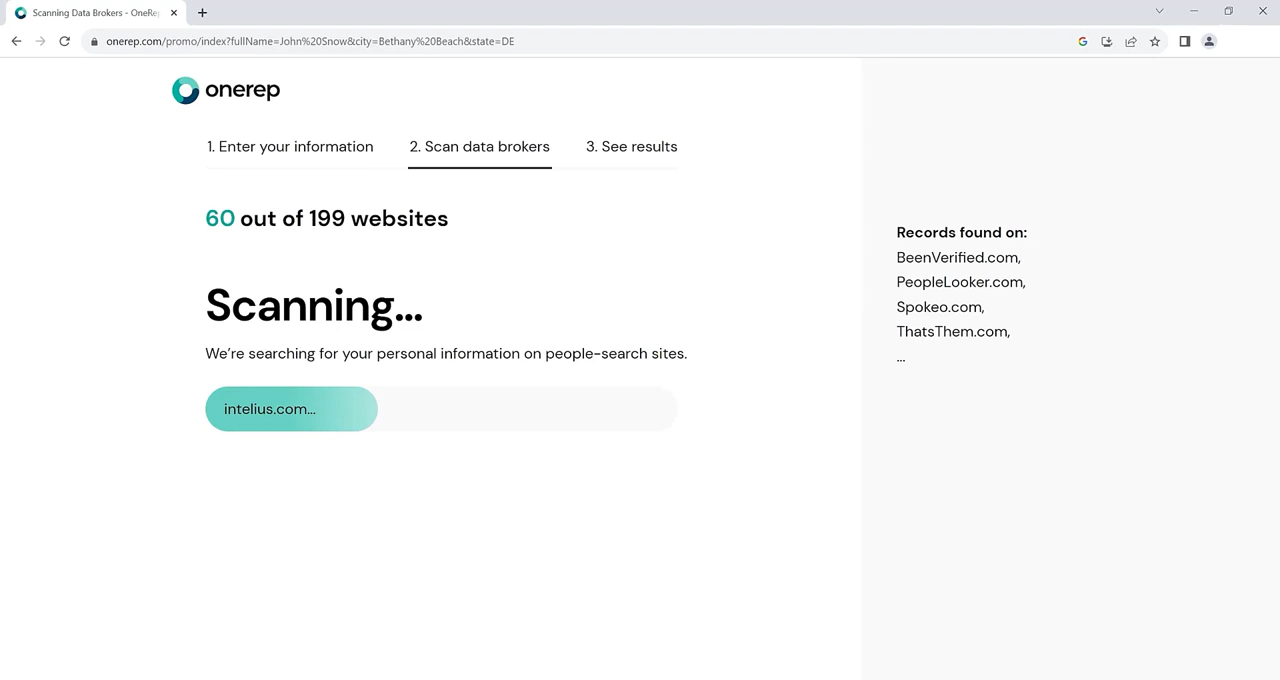 Scanning Data Brokers - OneRe
onerep.com/promo/index?fullName=John%20Snow&city=Bethany%20Beach&state=DE
onerep
1. Enter your information
2. Scan data brokers
3. See results
60 out of 199 websites
Scanning...
We're searching for your personal information on people-search sites.
intelius.com...
Records found on:
BeenVerified.com,
PeopleLooker.com,
Spokeo.com,
ThatsThem.com,
...